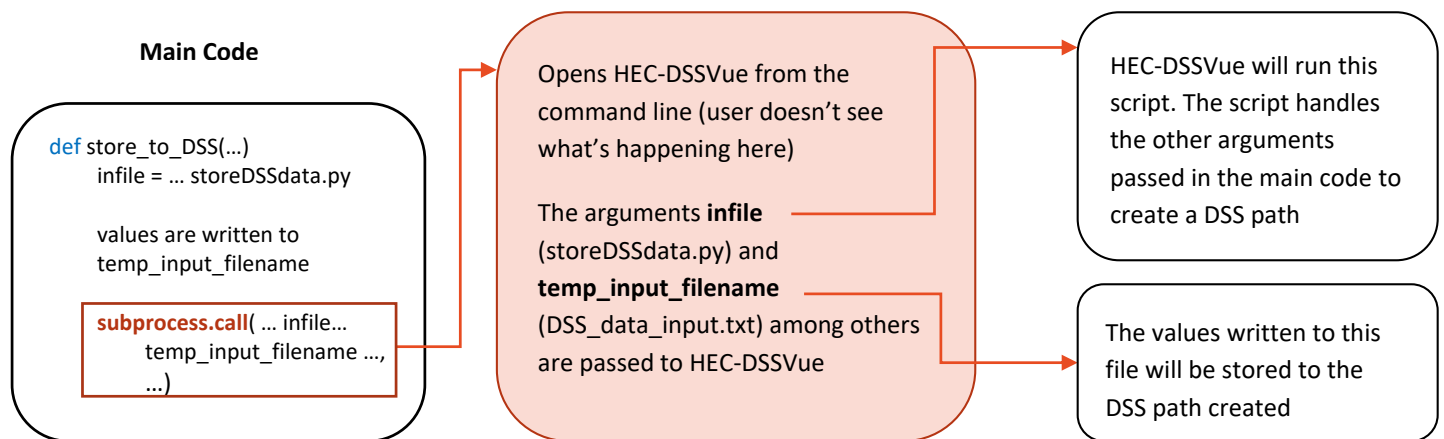 Main Code
def store_to_DSS(…)
infile = … storeDSSdata.py
values are written to
temp_input_filename
subprocess.call( … infile…
temp_input_filename …,
…)
Opens HEC-DSSVue from the
command line (user doesn’t see
what’s happening here)
The arguments infile
(storeDSSdata.py) and
temp_input_filename
(DSS_data_input.txt) among others
are passed to HEC-DSSVue
HEC-DSSVue will run this
script. The script handles
the other arguments
passed in the main code to
create a DSS path
The values written to this
file will be stored to the
DSS path created